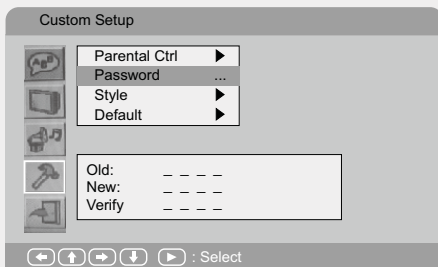 Custom Setup
Parental Ctrl
Password ...
Style
Default
Old: _ _ _ _
New: _ _ _ _
Verify _ _ _ _
: Select